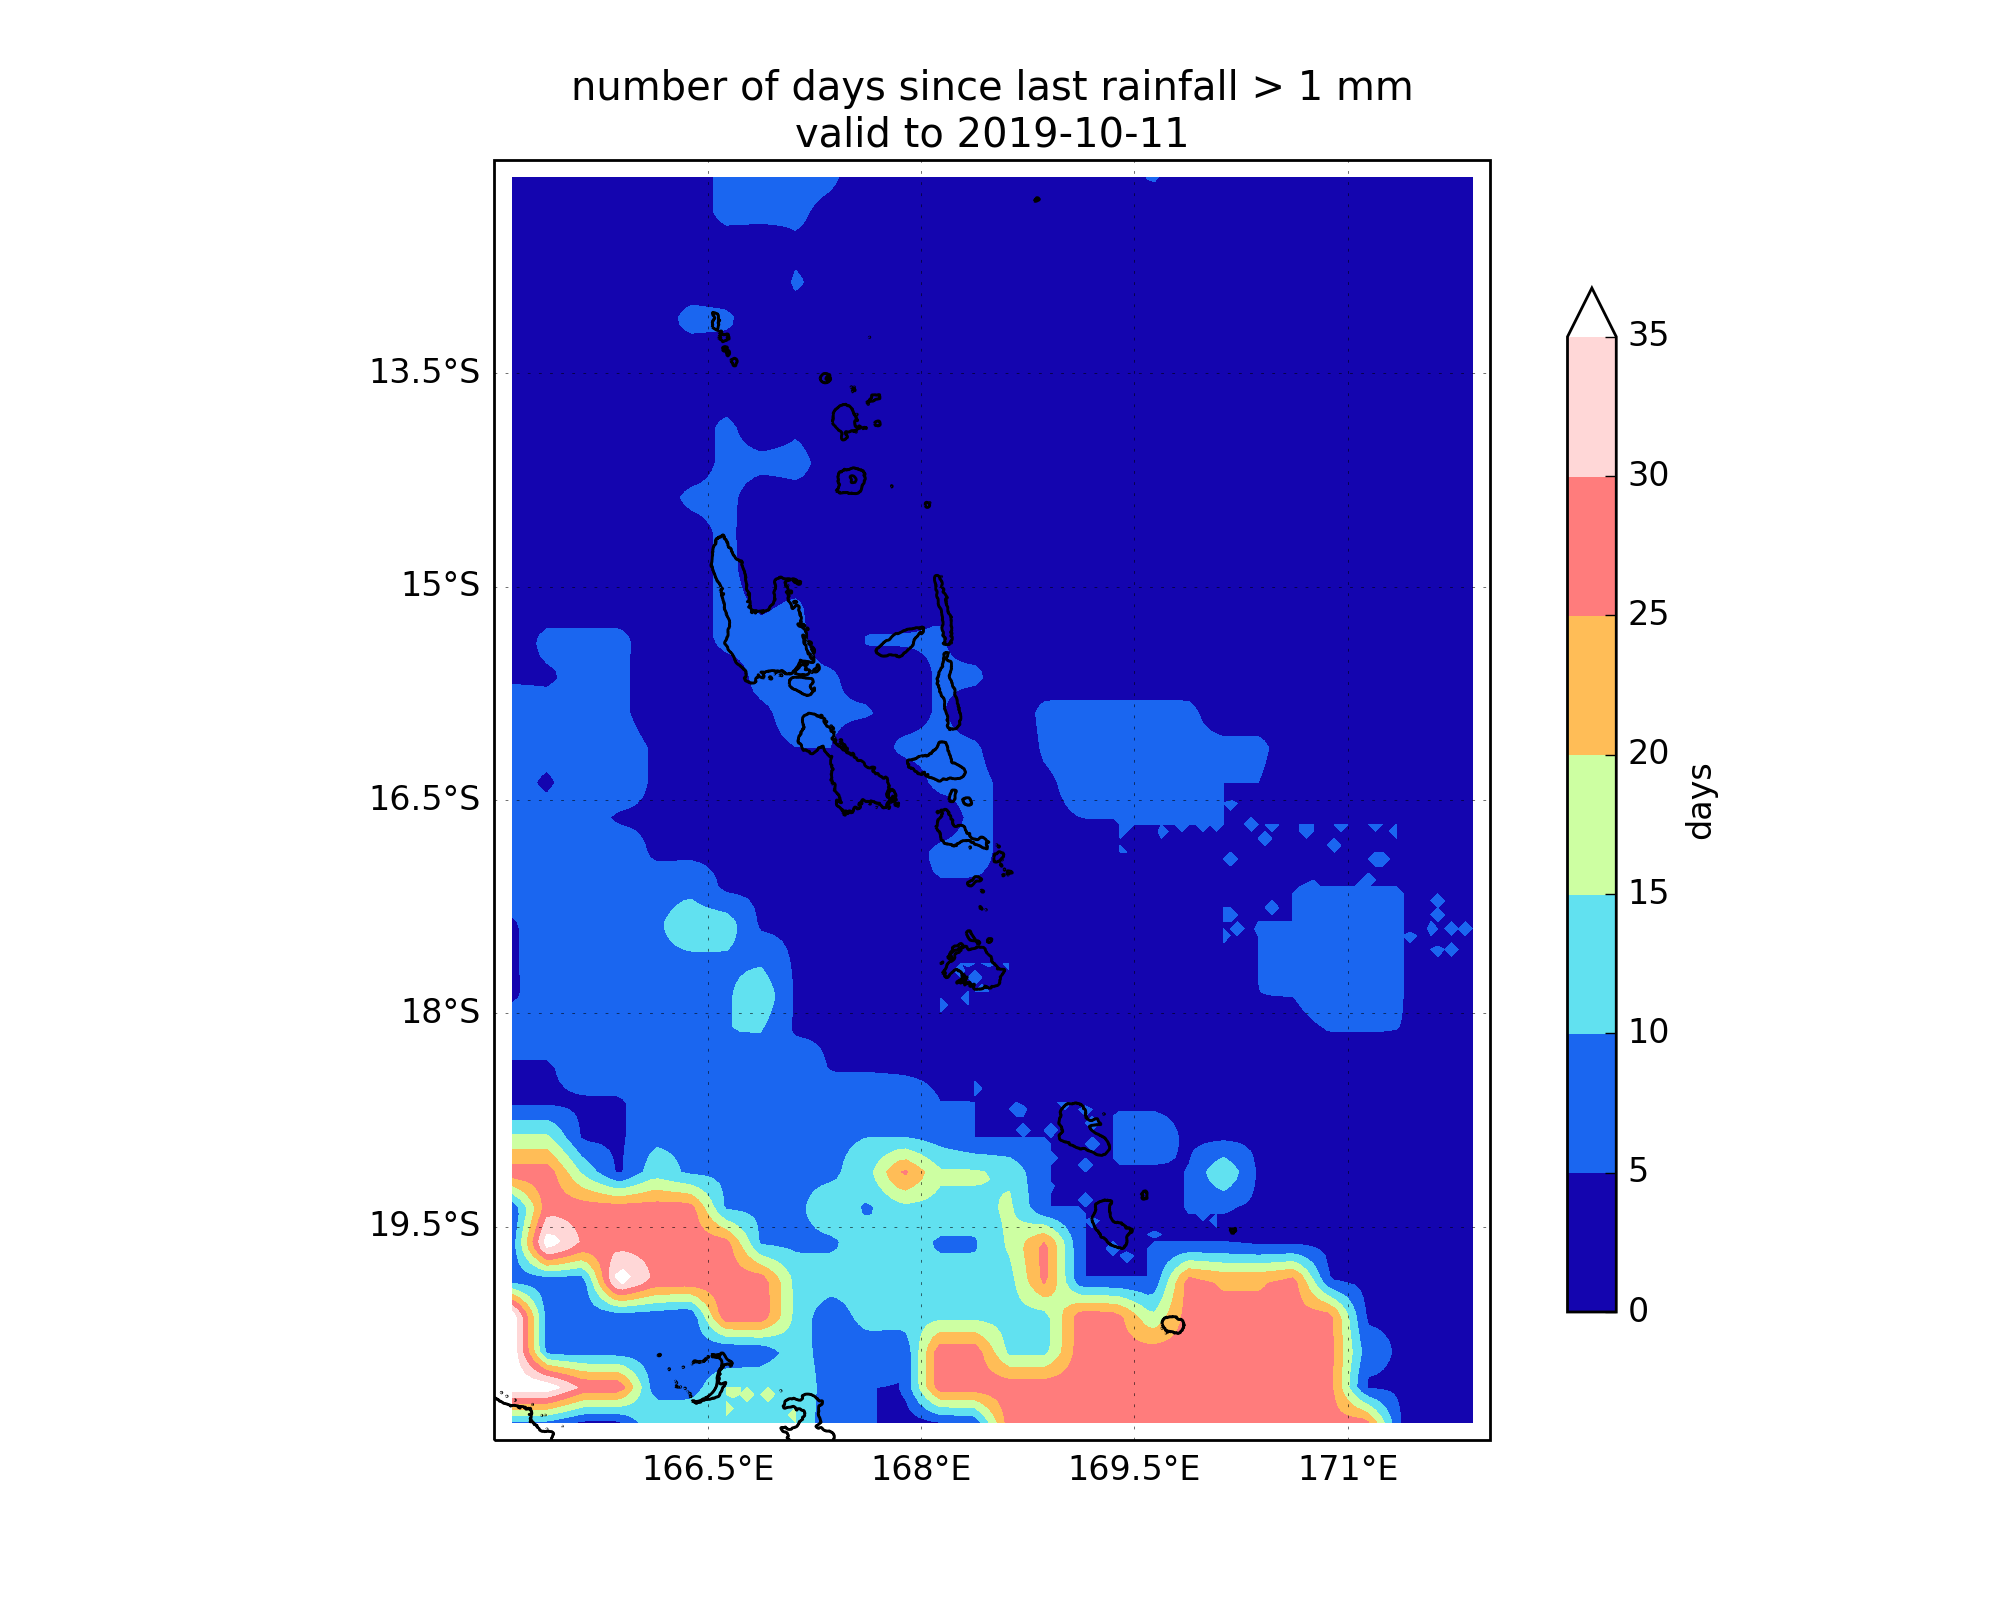 number of days since last rainfall > 1 mm
valid to 2019-10-11
13.5°S
15°S
16.5°S
18°S
19.5°S
166.5°E
168°E
169.5°E
171°E
35
30
25
20
15
10
5
0
days